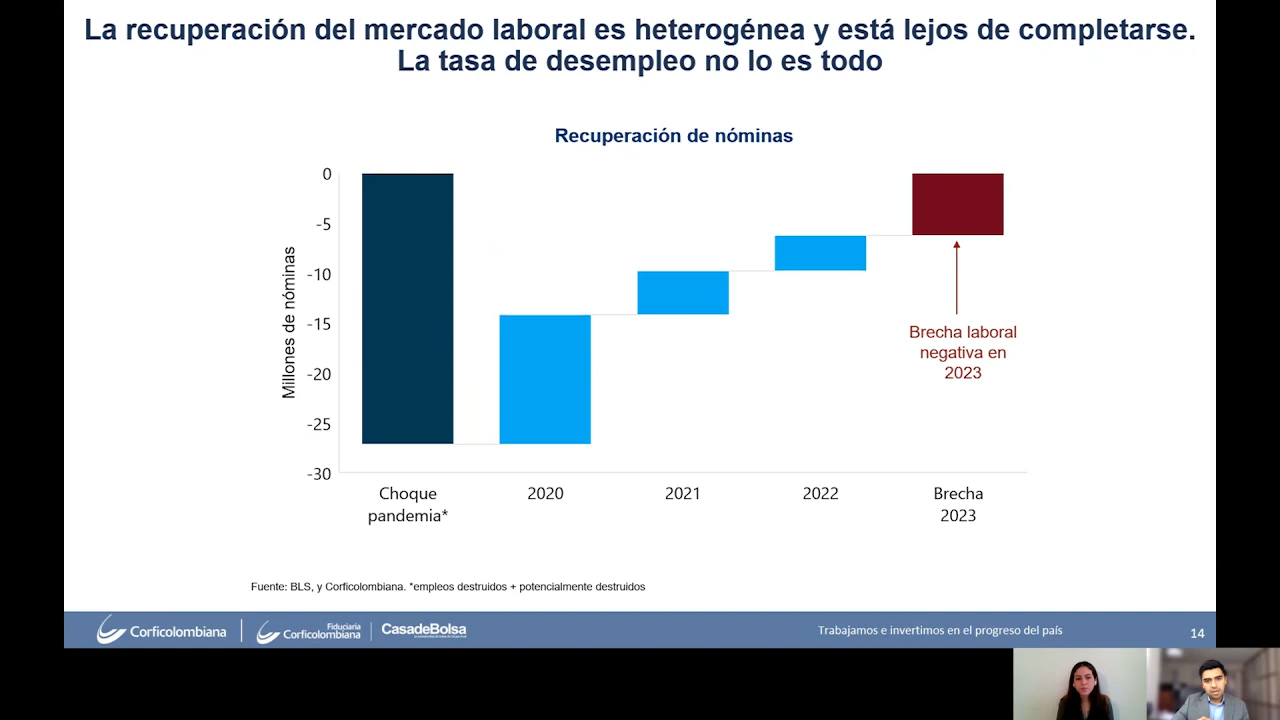 La recuperación del mercado laboral es heterogénea y está lejos de completarse.
La tasa de desempleo no lo es todo
Recuperación de nóminas
Millones de nóminas
0
-5
-10
-15
-20
-25
-30
Brecha laboral
negativa en
2023
Choque
pandemia*
2020
2021
2022
Brecha
2023
Fuente: BLS, y Corficolombiana. *empleos destruidos + potencialmente destruidos
Corficolombiana
Fiduciaria
Corficolombiana
CasadeBolsa
Trabajamos e invertimos en el progreso del país
14